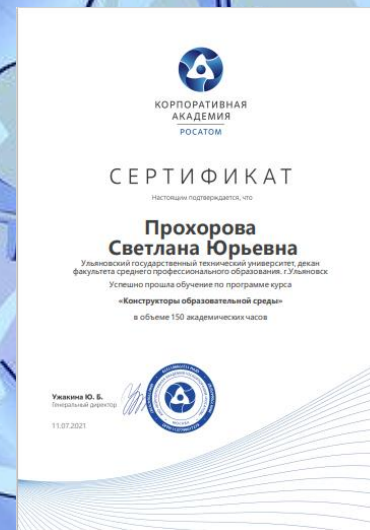 КОРПОРАТИВНАЯ
АКАДЕМИЯ
РОСАТОМ
СЕРТИФИКАТ
Настоящим подтверждается, что
Прохорова
Светлана Юрьевна
Ульяновский государственный технический университет, декан
факультета среднего профессионального образования. г.Ульяновск
Успешно прошла обучение по программе курса
«Конструкторы образовательной среды»
в объеме 150 академических часов
Ужакина Ю. Б.
Генеральный директор
11.07.2021